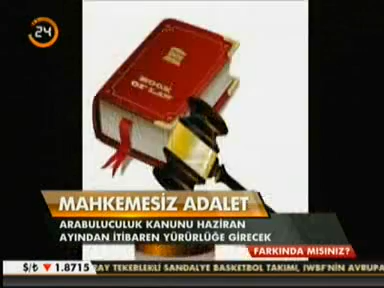 24
BOOK
OF LAW
MAHKEMESİZ ADALET
ARABULUCULUK KANUNU HAZİRAN
AYINDAN İTİBAREN YÜRÜRLÜĞE GİRECEK
FARKINDA MISINIZ?
$/₺ ▼ 1.8715 PAY TEKERLEKLİ SANDALYE BASKETBOL TAKIMI, IWBF'NİN AVRUPA